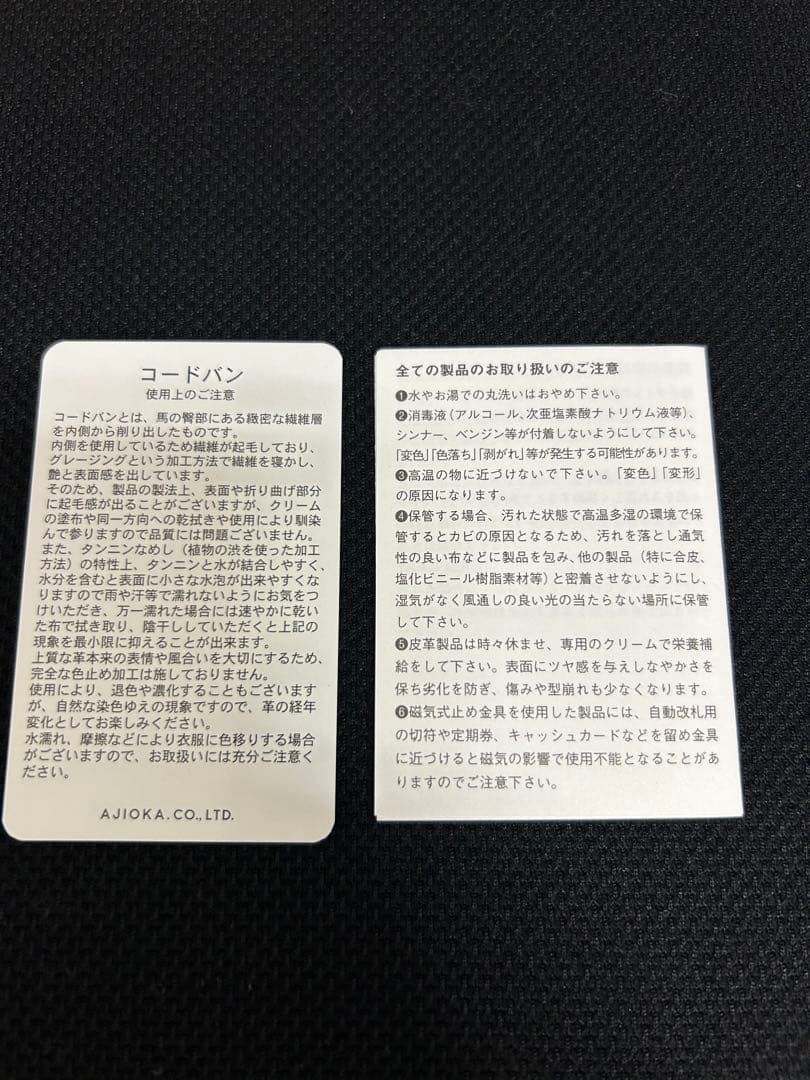 コードバン
使用上のご注意
コードバンとは、馬の臀部にある緻密な繊維層
を内側から削り出したものです。
内側を使用しているため繊維が起毛しており、
グレージングという加工方法で繊維を寝かし、
艶と表面感を出しています。
そのため、製品の製法上、表面や折り曲げ部分
に起毛感が出ることがございますが、クリーム
の塗布や同一方向への乾拭きや使用により馴染
んで参りますので品質には問題ございません。
また、タンニンなめし（植物の渋を使った加工
方法）の特性上、タンニンと水が結合しやすく、
水分を含むと表面に小さな水泡が出来やすくな
りますので雨や汗等で濡れないようにお気をつ
けいただき、万一濡れた場合には速やかに乾い
た布で拭き取り、陰干ししていただくと上記の
現象を最小限に抑えることが出来ます。
上質な革本来の表情や風合いを大切にするため、
完全な色止め加工は施しておりません。
使用により、退色や濃化することもございます
が、自然な染色ゆえの現象ですので、革の経年
変化としてお楽しみください。
水濡れ、摩擦などにより衣服に色移りする場合
がございますので、お取扱いには充分ご注意く
ださい。
AJIOKA.CO.,LTD.
全ての製品のお取り扱いのご注意
❶水やお湯での丸洗いはおやめ下さい。
❷消毒液（アルコール、次亜塩素酸ナトリウム液等）、
シンナー、ベンジン等が付着しないようにして下さい。
「変色」「色落ち」「剥がれ」等が発生する可能性があります。
❸高温の物に近づけないで下さい。「変色」「変形」
の原因になります。
❹保管する場合、汚れた状態で高温多湿の環境で保
管するとカビの原因となるため、汚れを落とし通気
性の良い布などに製品を包み、他の製品（特に合皮、
塩化ビニール樹脂素材等）と密着させないようにし、
湿気がなく風通しの良い光の当たらない場所に保管
して下さい。
❺皮革製品は時々休ませ、専用のクリームで栄養補
給をして下さい。表面にツヤ感を与えしなやかさを
保ち劣化を防ぎ、傷みや型崩れも少なくなります。
❻磁気式止め金具を使用した製品には、自動改札用
の切符や定期券、キャッシュカードなどを留め金具
に近づけると磁気の影響で使用不能となることがあ
りますのでご注意下さい。